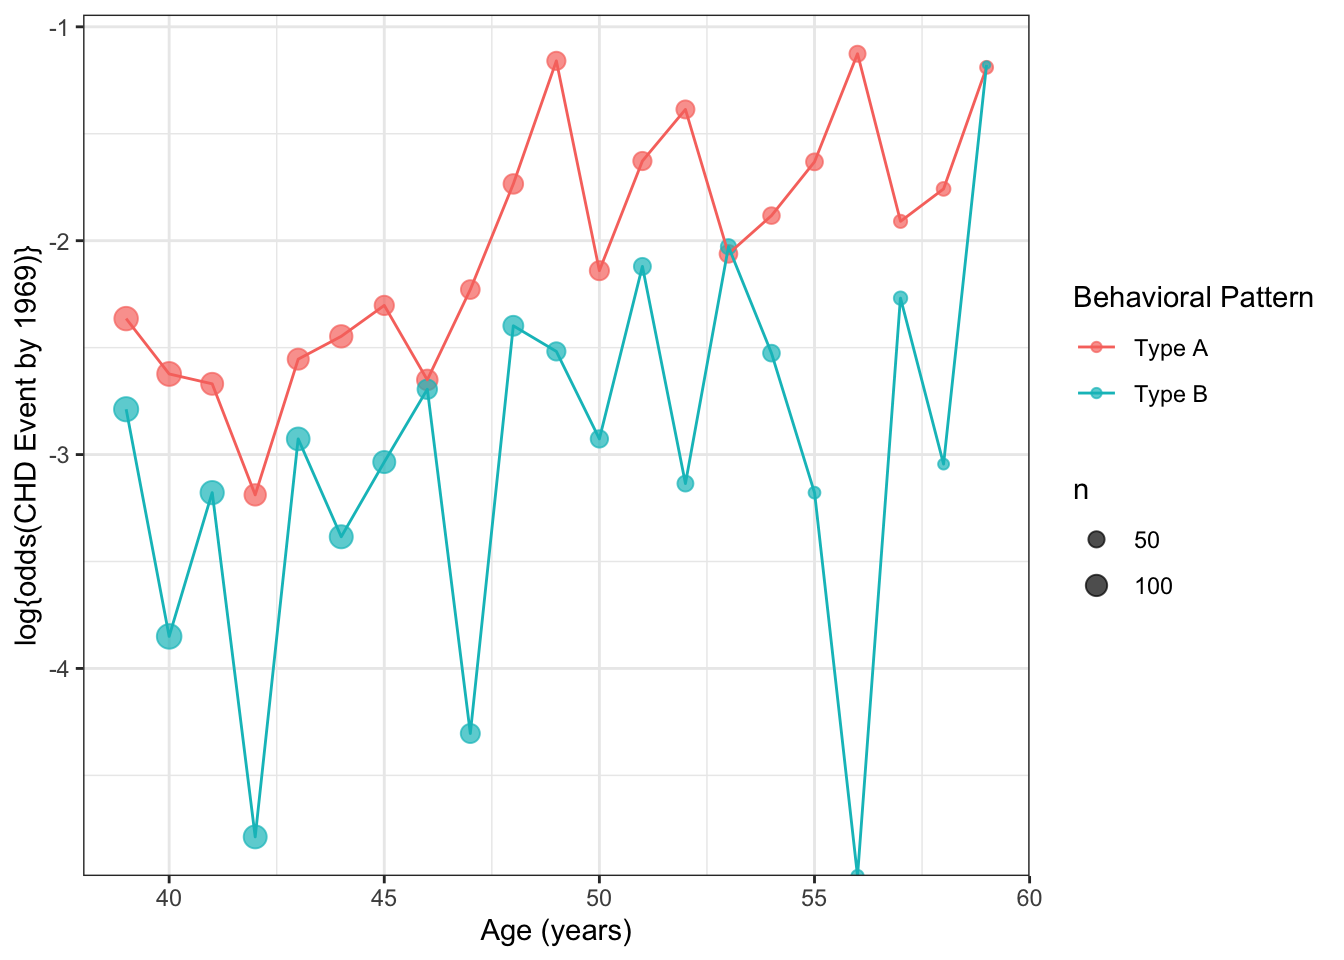 -1
-2
-3
-4
log{odds(CHD Event by 1969)}
40 45 50 55 60
Age (years)
Behavioral Pattern
Type A
Type B
n
50
100